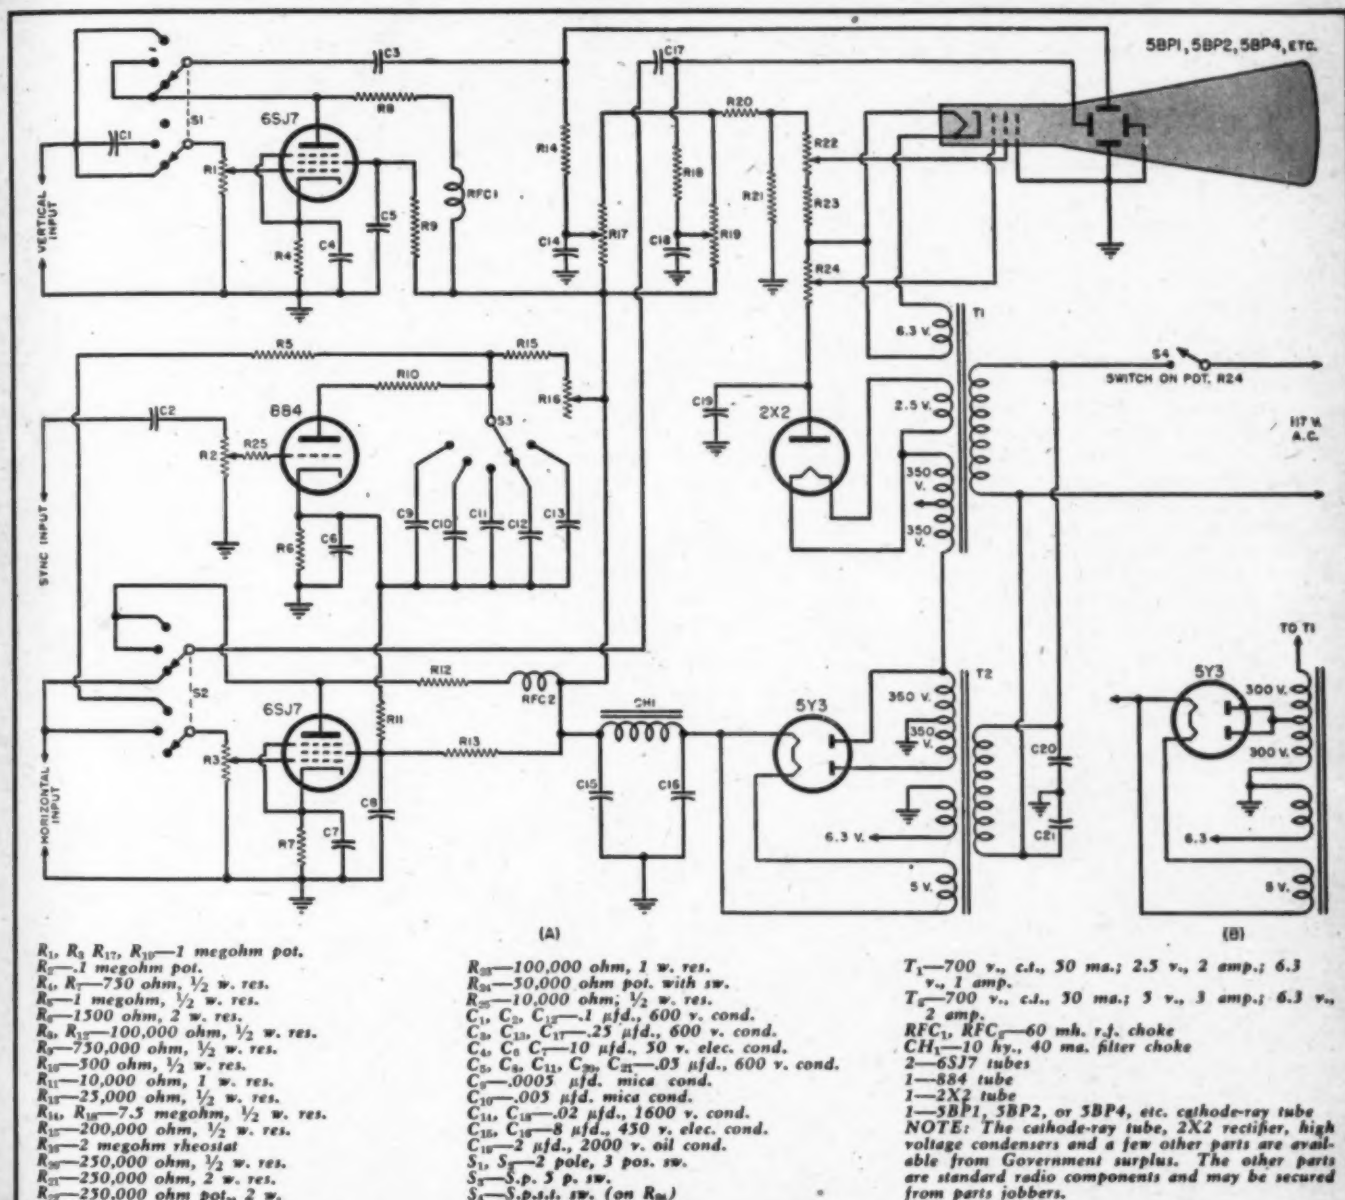 5BP1, 5BP2, 5BP4, ETC.
C3
C17
R8
R20
6SJ7
S1
C1
R1
R14
R22
RFC1
R18
R21
R23
VERTICAL INPUT
C5
R9
C4
R4
C14
R17
C18
R19
R24
T1
6.3 V.
R5
R15
S4
SWITCH ON POT. R24
R10
R16
C19
2X2
2.5 V.
884
S3
C2
117 V. A.C.
R2
R25
350 V.
350 V.
C9
C10
C11
C12
C13
SYNC INPUT
R6
C6
TO T1
R12
RFC2
T2
S2
CH1
5Y3
350 V.
350 V.
5Y3
300 V.
300 V.
6SJ7
R11
R13
R3
C20
HORIZONTAL INPUT
C8
C15
C16
R7
C7
6.3 V.
C21
6.3
5 V.
(A)
(B)
R₁, R₃ R₁₇, R₁₉—1 megohm pot.
R₂—.1 megohm pot.
R₄, R₇—750 ohm, ½ w. res.
R₅—1 megohm, ½ w. res.
R₆—1500 ohm, 2 w. res.
R₈, R₁₂—100,000 ohm, ½ w. res.
R₉—750,000 ohm, ½ w. res.
R₁₀—500 ohm, ½ w. res.
R₁₁—10,000 ohm, 1 w. res.
R₁₃—25,000 ohm, ½ w. res.
R₁₄, R₁₈—7.5 megohm, ½ w. res.
R₁₅—200,000 ohm, ½ w. res.
R₁₆—2 megohm rheostat
R₂₀—250,000 ohm, ½ w. res.
R₂₁—250,000 ohm, 2 w. res.
R₂₂—250,000 ohm pot., 2 w.
R₂₃—100,000 ohm, 1 w. res.
R₂₄—50,000 ohm pot. with sw.
R₂₅—10,000 ohm, ½ w. res.
C₁, C₂, C₁₂—.1 μfd., 600 v. cond.
C₃, C₁₃, C₁₇—.25 μfd., 600 v. cond.
C₄, C₆ C₇—10 μfd., 50 v. elec. cond.
C₅, C₈, C₁₁, C₂₀, C₂₁—.05 μfd., 600 v. cond.
C₉—.0005 μfd. mica cond.
C₁₀—.005 μfd. mica cond.
C₁₄, C₁₈—.02 μfd., 1600 v. cond.
C₁₅, C₁₆—8 μfd., 450 v. elec. cond.
C₁₉—2 μfd., 2000 v. oil cond.
S₁, S₂—2 pole, 3 pos. sw.
S₃—S.p. 5 p. sw.
S₄—S.p.s.t. sw. (on R₂₄)
T₁—700 v., c.t., 50 ma.; 2.5 v., 2 amp.; 6.3
v., 1 amp.
T₂—700 v., c.t., 50 ma.; 5 v., 3 amp.; 6.3 v.,
2 amp.
RFC₁, RFC₂—60 mh. r.f. choke
CH₁—10 hy., 40 ma. filter choke
2—6SJ7 tubes
1—884 tube
1—2X2 tube
1—5BP1, 5BP2, or 5BP4, etc. cathode-ray tube
NOTE: The cathode-ray tube, 2X2 rectifier, high
voltage condensers and a few other parts are avail-
able from Government surplus. The other parts
are standard radio components and may be secured
from parts jobbers.